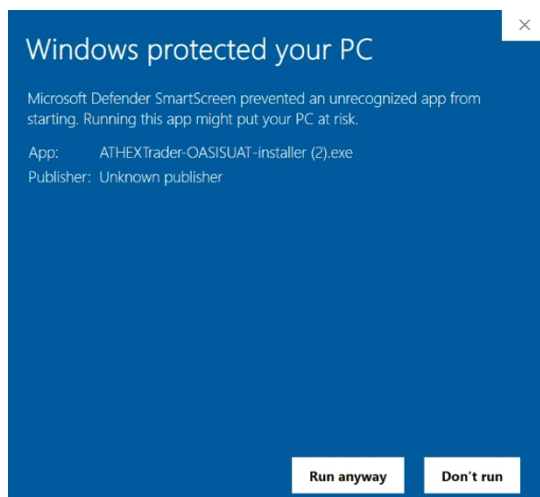 Windows protected your PC
Microsoft Defender SmartScreen prevented an unrecognized app from
starting. Running this app might put your PC at risk.
App: ATHEXTrader-OASISUAT-installer (2).exe
Publisher: Unknown publisher
Run anyway Don't run